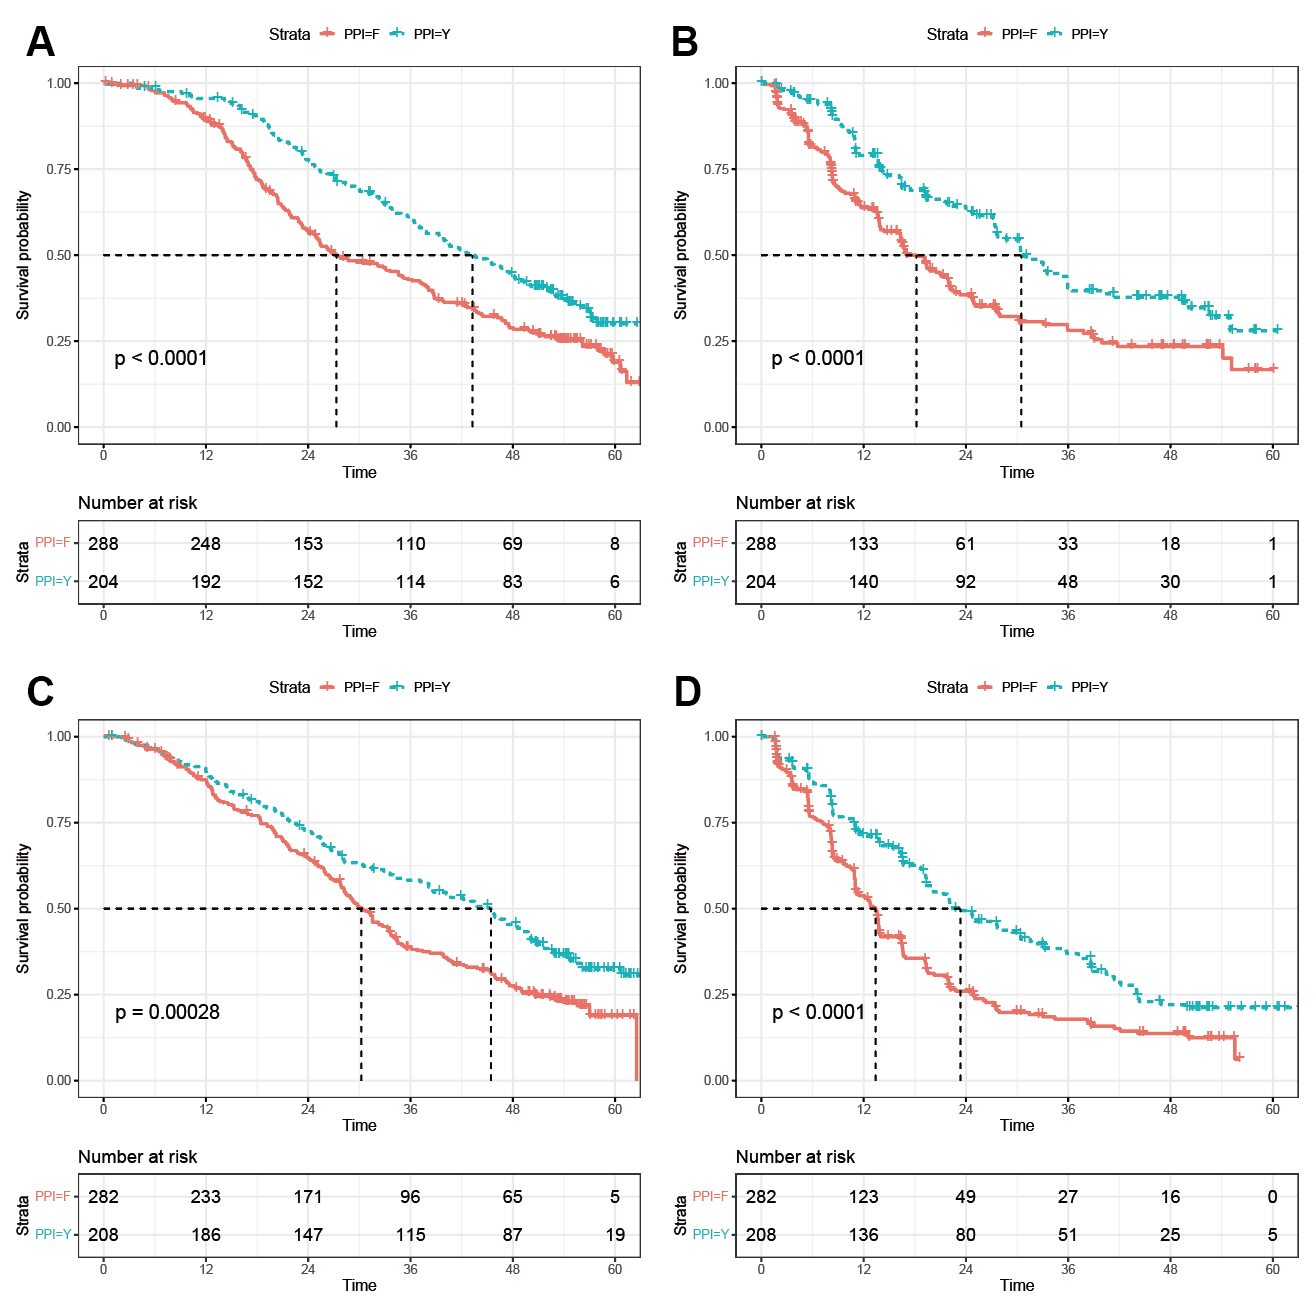 A
Strata PPI=F PPI=Y
B
Strata PPI=F PPI=Y
1.00
0.75
0.50
0.25
0.00
Survival probability
p < 0.0001
0 12 24 36 48 60
Time
1.00
0.75
0.50
0.25
0.00
Survival probability
p < 0.0001
0 12 24 36 48 60
Time
Number at risk
Strata
PPI=F 288 248 153 110 69 8
PPI=Y 204 192 152 114 83 6
0 12 24 36 48 60
Time
Number at risk
Strata
PPI=F 288 133 61 33 18 1
PPI=Y 204 140 92 48 30 1
0 12 24 36 48 60
Time
C
Strata PPI=F PPI=Y
D
Strata PPI=F PPI=Y
1.00
0.75
0.50
0.25
0.00
Survival probability
p = 0.00028
0 12 24 36 48 60
Time
1.00
0.75
0.50
0.25
0.00
Survival probability
p < 0.0001
0 12 24 36 48 60
Time
Number at risk
Strata
PPI=F 282 233 171 96 65 5
PPI=Y 208 186 147 115 87 19
0 12 24 36 48 60
Time
Number at risk
Strata
PPI=F 282 123 49 27 16 0
PPI=Y 208 136 80 51 25 5
0 12 24 36 48 60
Time